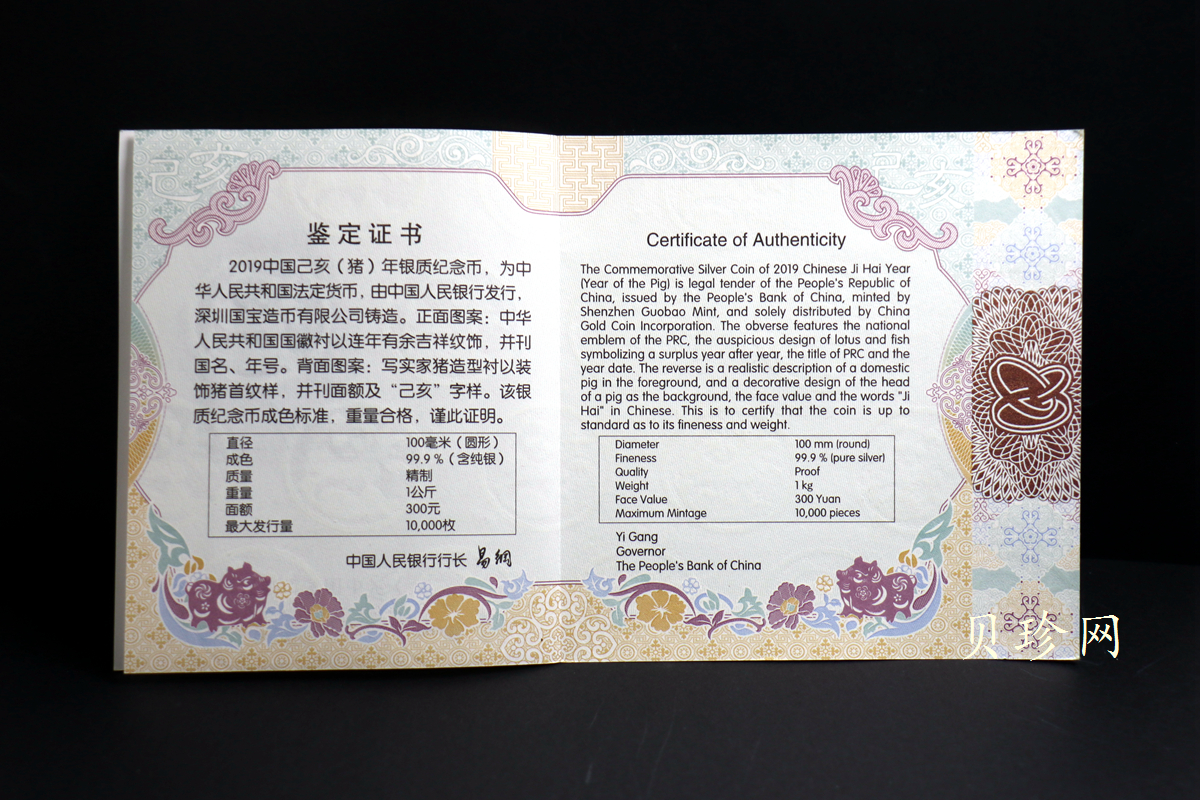 己亥
鉴定证书
2019中国己亥（猪）年银质纪念币，为中
华人民共和国法定货币，由中国人民银行发行，
深圳国宝造币有限公司铸造。正面图案：中华
人民共和国国徽衬以连年有余吉祥纹饰，并刊
国名、年号。背面图案：写实家猪造型衬以装
饰猪首纹样，并刊面额及“己亥”字样。该银
质纪念币成色标准，重量合格，谨此证明。
直径 100毫米（圆形）
成色 99.9％（含纯银）
质量 精制
重量 1公斤
面额 300元
最大发行量 10,000枚
中国人民银行行长 易纲
己亥
Certificate of Authenticity
The Commemorative Silver Coin of 2019 Chinese Ji Hai Year
(Year of the Pig) is legal tender of the People's Republic of
China, issued by the People's Bank of China, minted by
Shenzhen Guobao Mint, and solely distributed by China
Gold Coin Incorporation. The obverse features the national
emblem of the PRC, the auspicious design of lotus and fish
symbolizing a surplus year after year, the title of PRC and the
year date. The reverse is a realistic description of a domestic
pig in the foreground, and a decorative design of the head
of a pig as the background, the face value and the words "Ji
Hai" in Chinese. This is to certify that the coin is up to
standard as to its fineness and weight.
Diameter 100 mm (round)
Fineness 99.9 % (pure silver)
Quality Proof
Weight 1 kg
Face Value 300 Yuan
Maximum Mintage 10,000 pieces
Yi Gang
Governor
The People's Bank of China
贝珍网